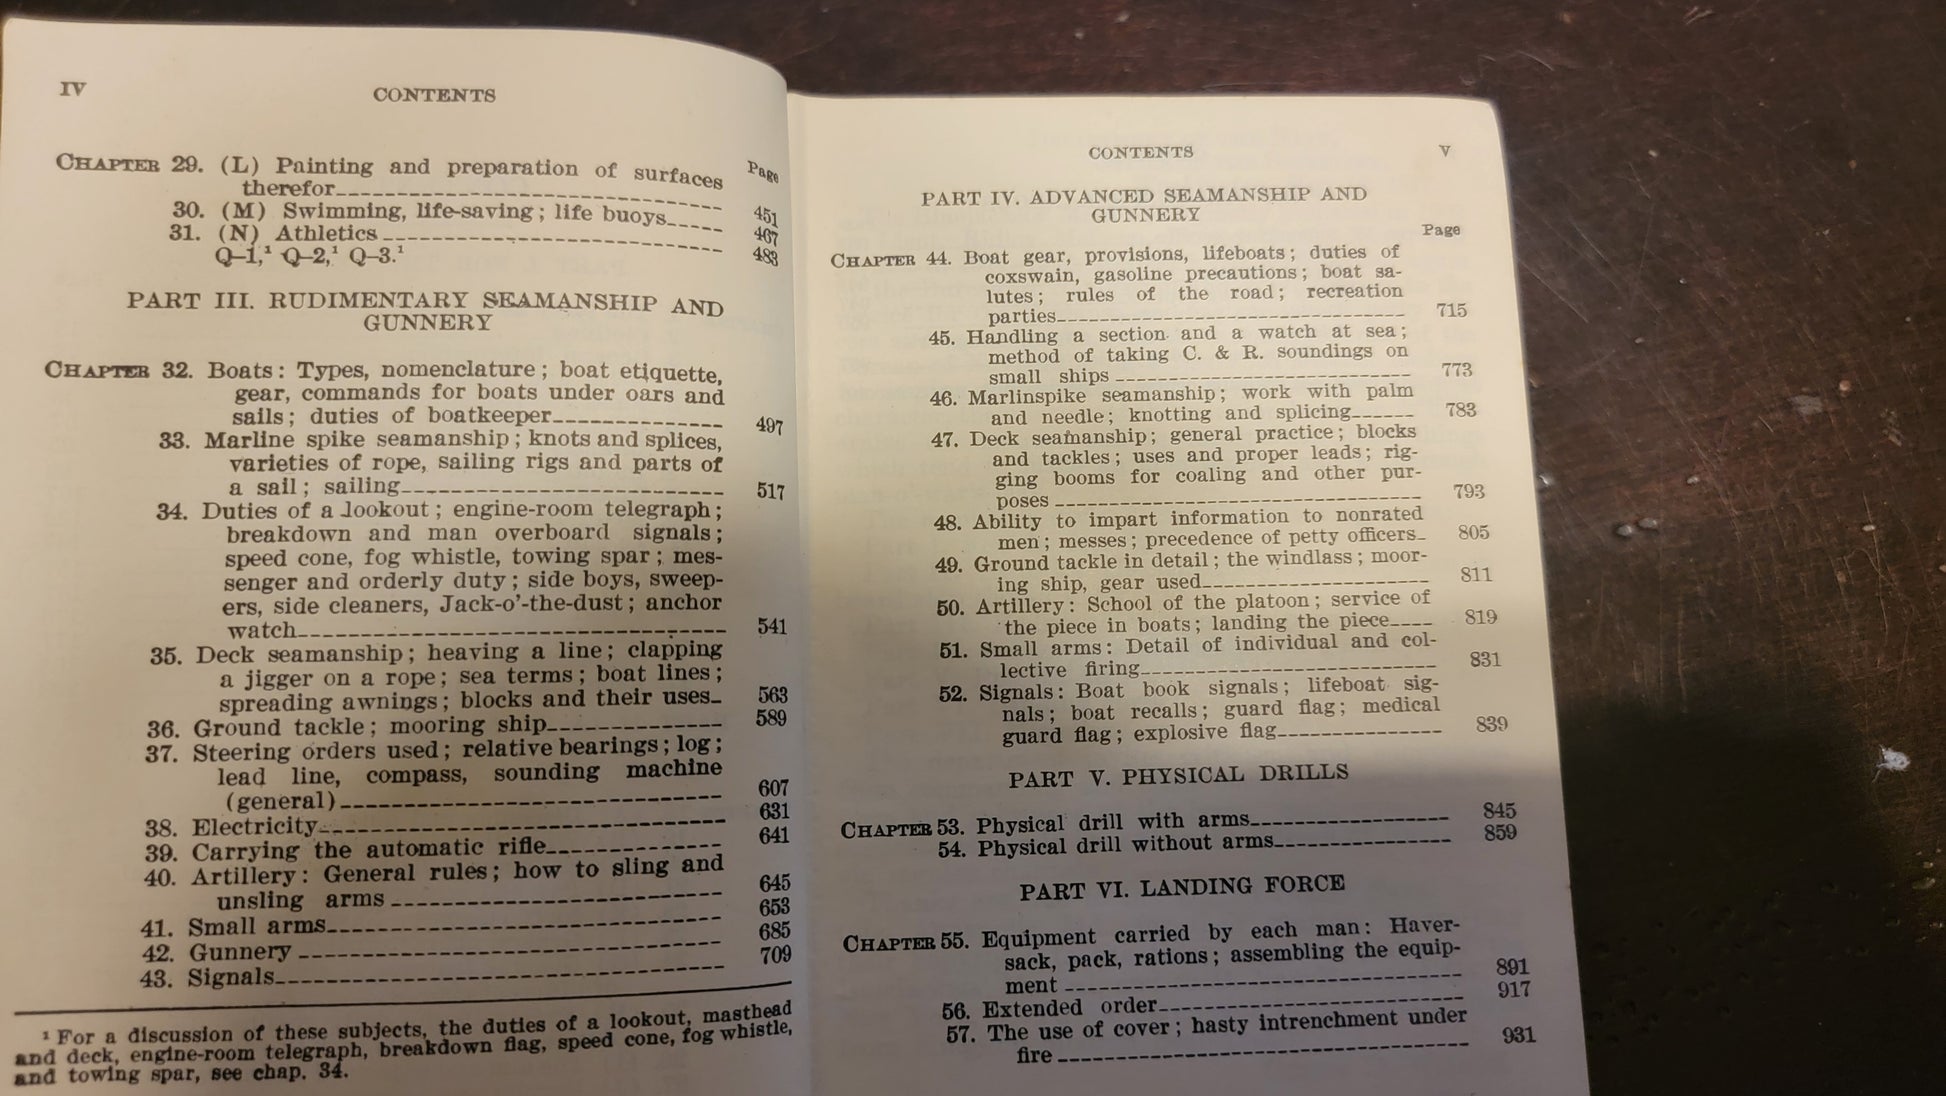 IV
CONTENTS
CHAPTER 29. (L) Painting and preparation of surfaces Page
therefor 451
30. (M) Swimming, life-saving; life buoys 467
31. (N) Athletics 483
Q-1,¹ Q-2,¹ Q-3.¹
PART III. RUDIMENTARY SEAMANSHIP AND
GUNNERY
CHAPTER 32. Boats: Types, nomenclature; boat etiquette,
gear, commands for boats under oars and
sails; duties of boatkeeper 497
33. Marline spike seamanship; knots and splices,
varieties of rope, sailing rigs and parts of
a sail; sailing 517
34. Duties of a lookout; engine-room telegraph;
breakdown and man overboard signals;
speed cone, fog whistle, towing spar; mes-
senger and orderly duty; side boys, sweep-
ers, side cleaners, Jack-o'-the-dust; anchor
watch 541
35. Deck seamanship; heaving a line; clapping
a jigger on a rope; sea terms; boat lines;
spreading awnings; blocks and their uses 563
36. Ground tackle; mooring ship 589
37. Steering orders used; relative bearings; log;
lead line, compass, sounding machine
(general) 607
38. Electricity 631
39. Carrying the automatic rifle 641
40. Artillery: General rules; how to sling and
unsling arms 645
41. Small arms 653
42. Gunnery 685
43. Signals 709
¹ For a discussion of these subjects, the duties of a lookout, masthead
and deck, engine-room telegraph, breakdown flag, speed cone, fog whistle,
and towing spar, see chap. 34.
CONTENTS
V
PART IV. ADVANCED SEAMANSHIP AND
GUNNERY
Page
CHAPTER 44. Boat gear, provisions, lifeboats; duties of
coxswain, gasoline precautions; boat sa-
lutes; rules of the road; recreation
parties 715
45. Handling a section and a watch at sea;
method of taking C. & R. soundings on
small ships 773
46. Marlinspike seamanship; work with palm
and needle; knotting and splicing 783
47. Deck seamanship; general practice; blocks
and tackles; uses and proper leads; rig-
ging booms for coaling and other pur-
poses 793
48. Ability to impart information to nonrated
men; messes; precedence of petty officers 805
49. Ground tackle in detail; the windlass; moor-
ing ship, gear used 811
50. Artillery: School of the platoon; service of
the piece in boats; landing the piece 819
51. Small arms: Detail of individual and col-
lective firing 831
52. Signals: Boat book signals; lifeboat sig-
nals; boat recalls; guard flag; medical
guard flag; explosive flag 839
PART V. PHYSICAL DRILLS
CHAPTER 53. Physical drill with arms 845
54. Physical drill without arms 859
PART VI. LANDING FORCE
CHAPTER 55. Equipment carried by each man: Haver-
sack, pack, rations; assembling the equip-
ment 891
56. Extended order 917
57. The use of cover; hasty intrenchment under
fire 931